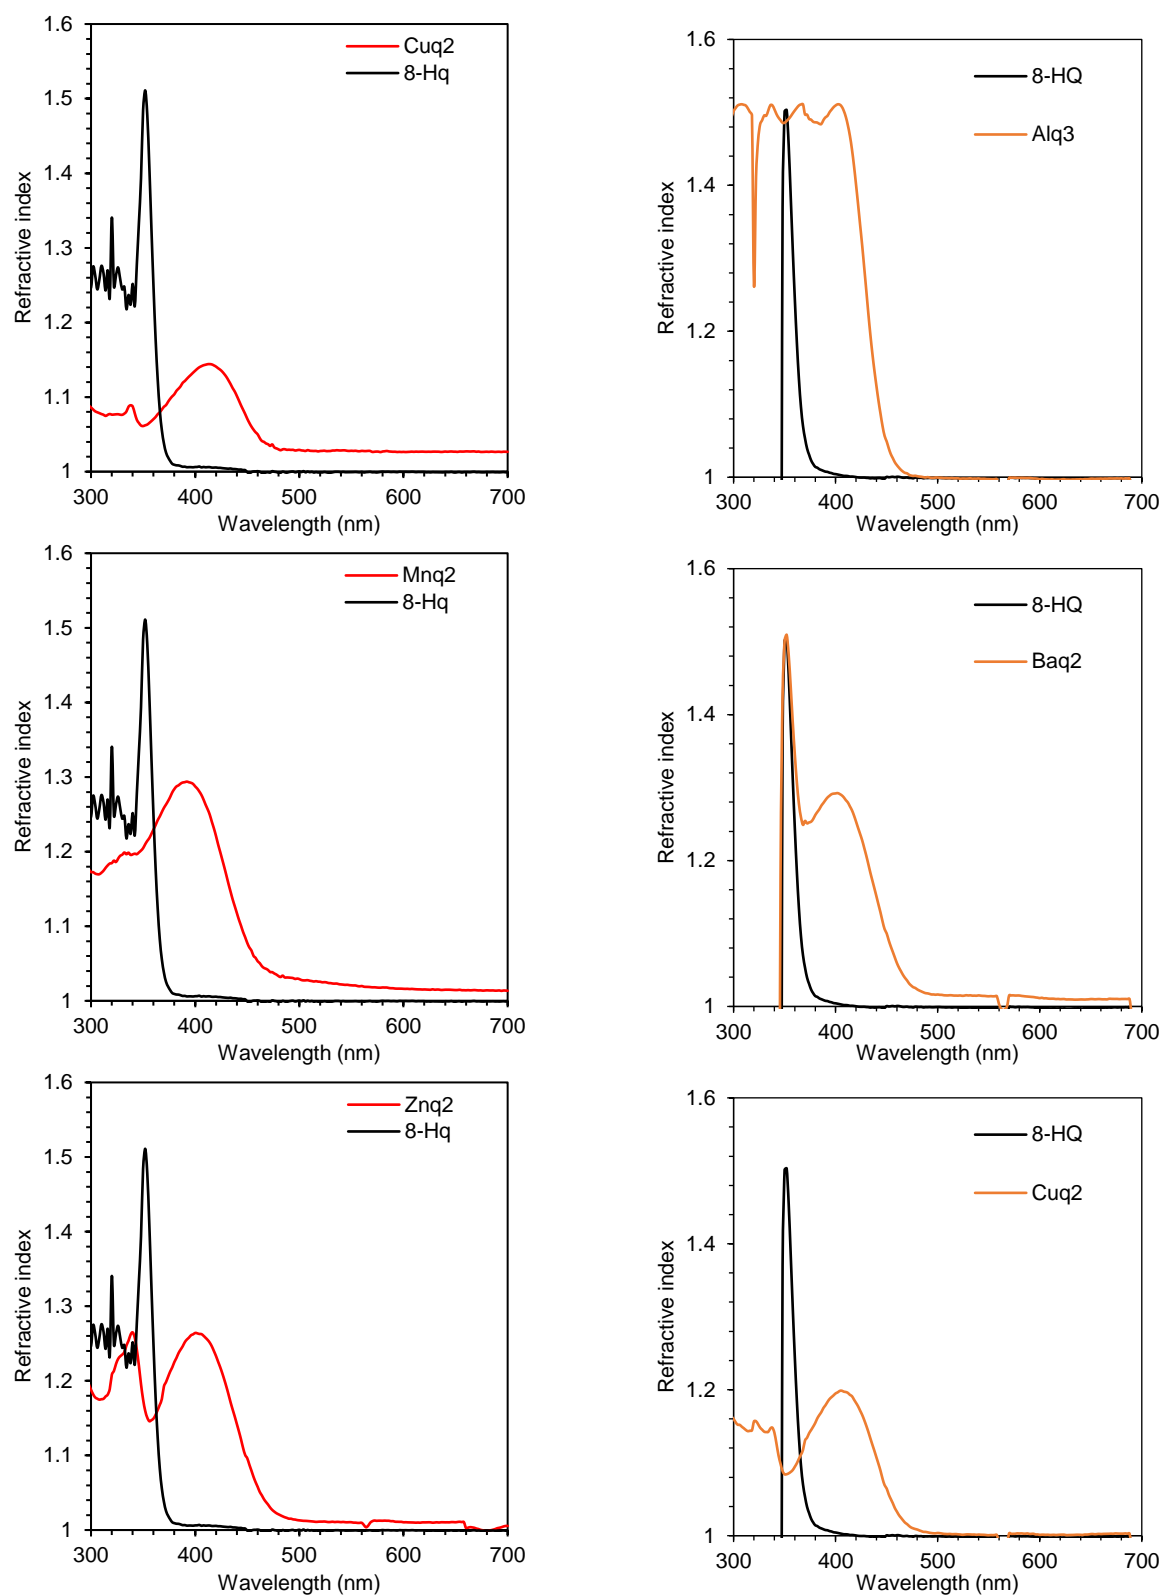 Refractive index
1.6
1.5
1.4
1.3
1.2
1.1
1
300
400
500
600
700
Wavelength (nm)
Cuq2
8-Hq
Refractive index
1.6
1.4
1.2
1
300
400
500
600
700
Wavelength (nm)
8-HQ
Alq3
Refractive index
1.6
1.5
1.4
1.3
1.2
1.1
1
300
400
500
600
700
Wavelength (nm)
Mnq2
8-Hq
Refractive index
1.6
1.4
1.2
1
300
400
500
600
700
Wavelength (nm)
8-HQ
Baq2
Refractive index
1.6
1.5
1.4
1.3
1.2
1.1
1
300
400
500
600
700
Wavelength (nm)
Znq2
8-Hq
Refractive index
1.6
1.4
1.2
1
300
400
500
600
700
Wavelength (nm)
8-HQ
Cuq2